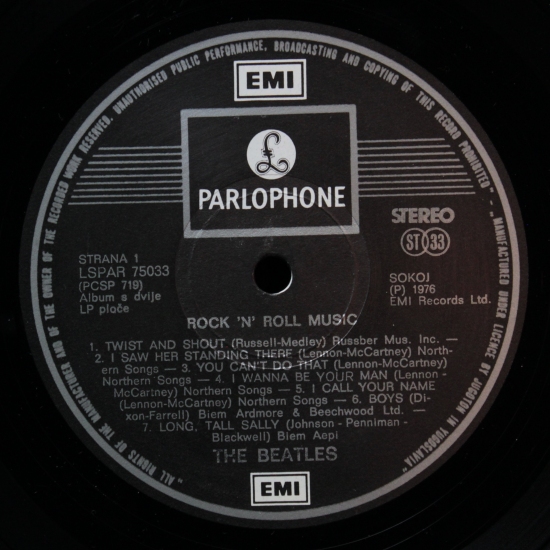 "ALL RIGHTS OF THE MANUFACTURER AND OF THE OWNER OF THE RECORDED WORK RESERVED. UNAUTHORISED PUBLIC PERFORMANCE, BROADCASTING AND COPYING OF THIS RECORD PROHIBITED" - "MANUFACTURED UNDER LICENCE BY JUGOTON IN YUGOSLAVIA"
EMI
£
PARLOPHONE
STEREO
ST 33
STRANA 1
LSPAR 75033
(PCSP 719)
Album s dvije
LP ploče
SOKOJ
(P) 1976
EMI Records Ltd.
ROCK 'N' ROLL MUSIC
1. TWIST AND SHOUT (Russell-Medley) Russber Mus. Inc. —
2. I SAW HER STANDING THERE (Lennon-McCartney) North-
ern Songs — 3. YOU CAN'T DO THAT (Lennon-McCartney)
Northern Songs — 4. I WANNA BE YOUR MAN (Lennon -
McCartney) Northern Songs — 5. I CALL YOUR NAME
(Lennon-McCartney) Northern Songs — 6. BOYS (Di-
xon-Farrell) Biem Ardmore & Beechwood Ltd. —
7. LONG, TALL SALLY (Johnson - Penniman -
Blackwell) Biem Aepi
THE BEATLES
EMI